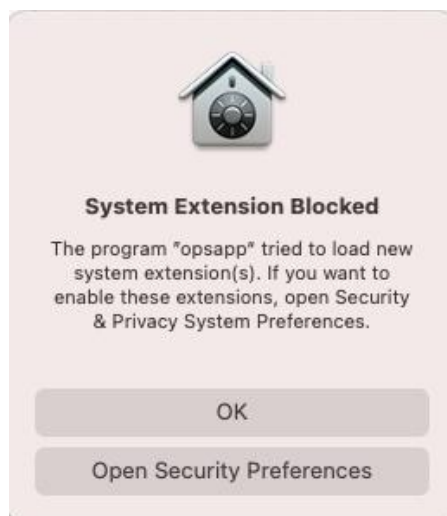 System Extension Blocked
The program "opsapp" tried to load new
system extension(s). If you want to
enable these extensions, open Security
& Privacy System Preferences.
OK
Open Security Preferences